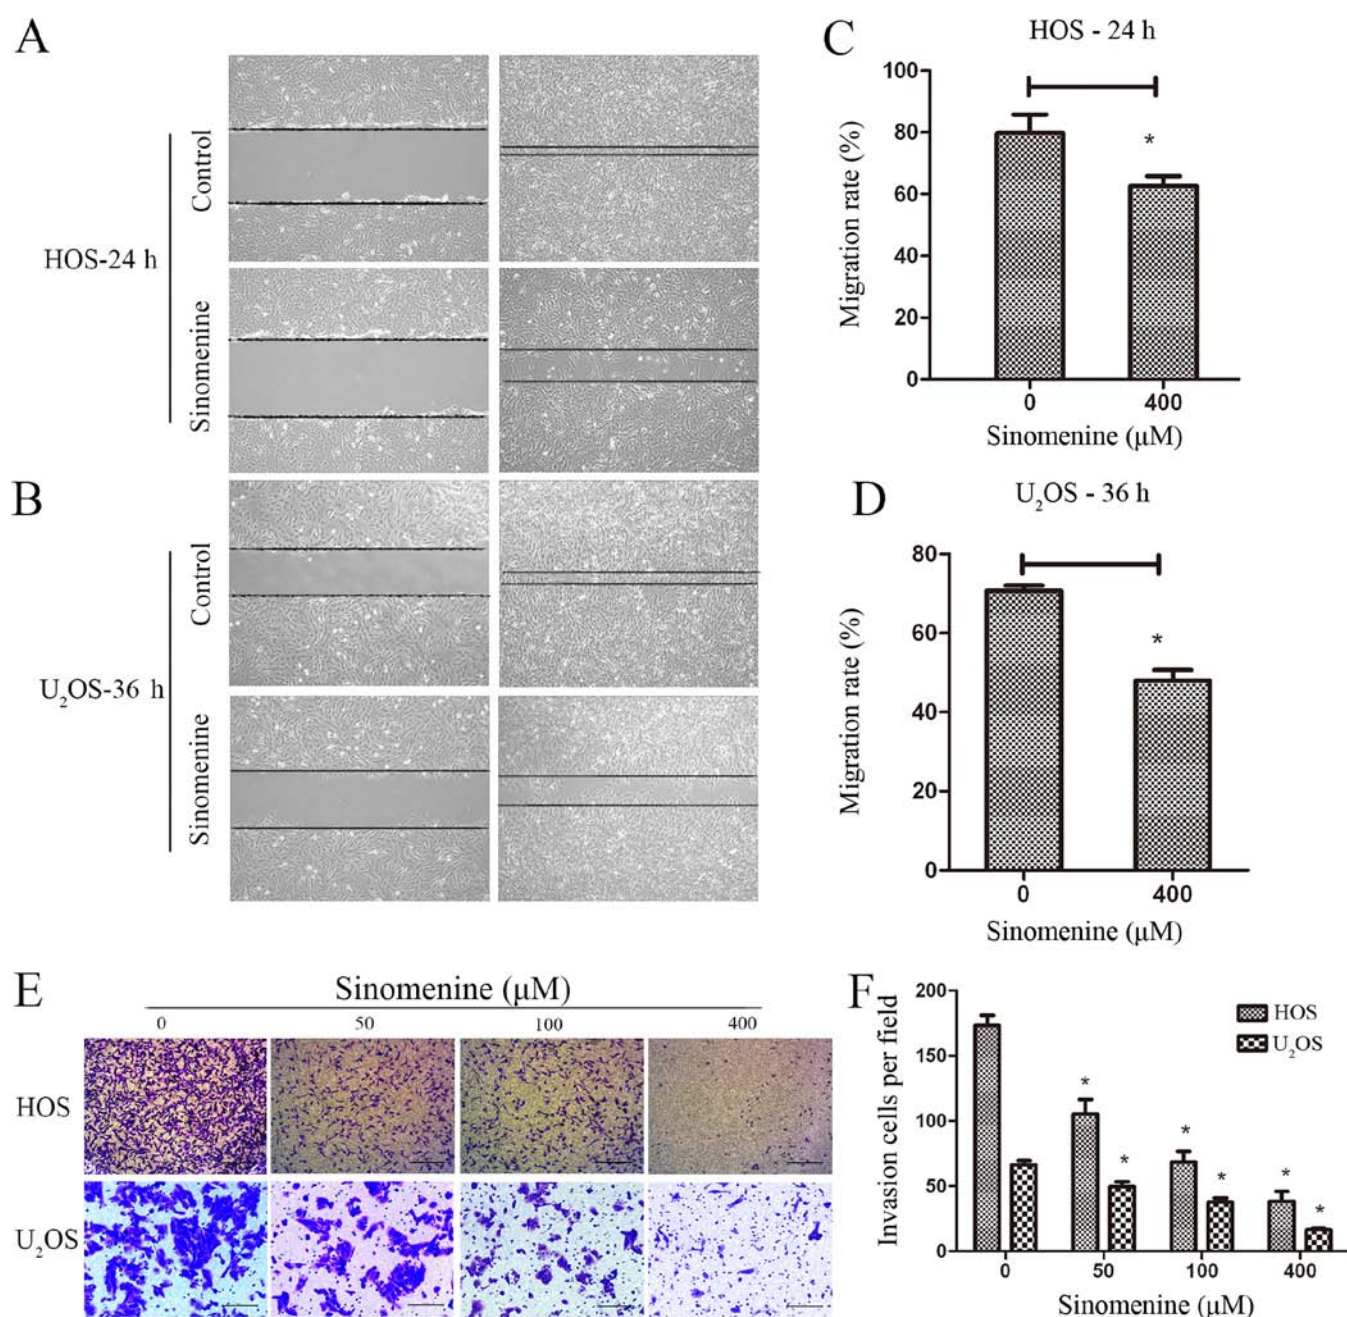 A
HOS-24 h
Control
Sinomenine
B
U₂OS-36 h
Control
Sinomenine
C
HOS - 24 h
Migration rate (%)
100
80
60
40
20
0
*
0 400
Sinomenine (μM)
D
U₂OS - 36 h
Migration rate (%)
80
60
40
20
0
*
0 400
Sinomenine (μM)
E
Sinomenine (μM)
0 50 100 400
HOS
U₂OS
F
Invasion cells per field
200
150
100
50
0
HOS
U₂OS
* * * * * *
0 50 100 400
Sinomenine (μM)